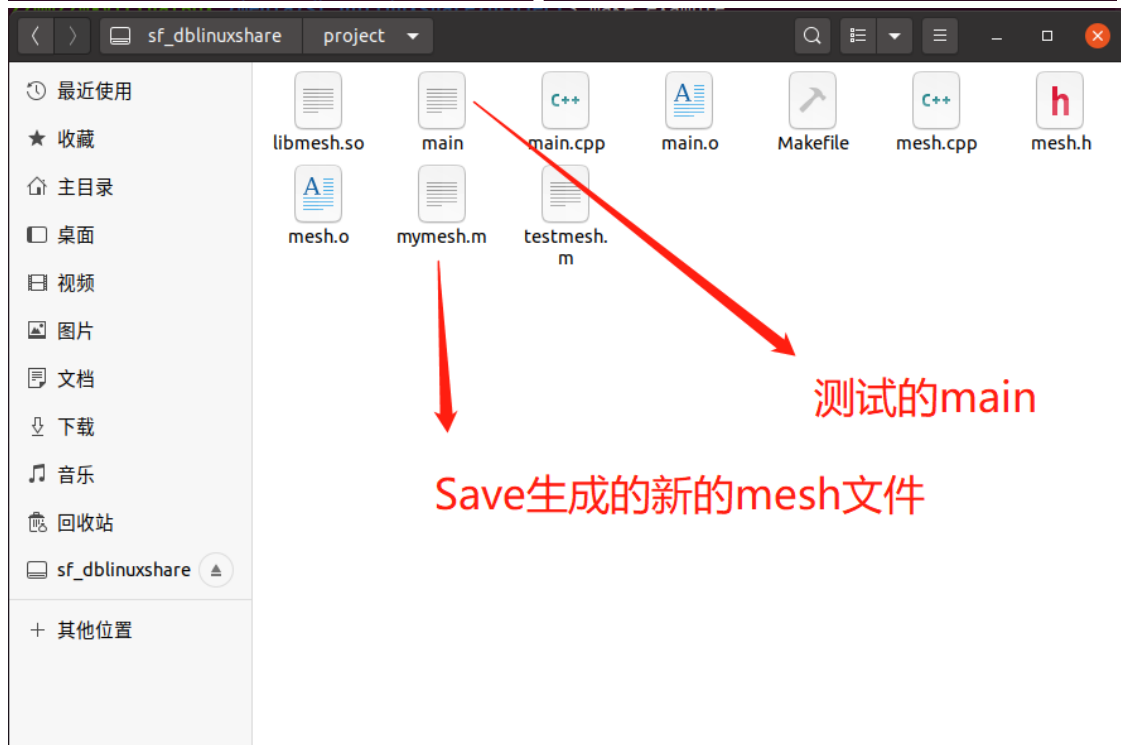 sf_dblinuxshare project
最近使用
收藏
主目录
桌面
视频
图片
文档
下载
音乐
回收站
sf_dblinuxshare
其他位置
libmesh.so main main.cpp main.o Makefile mesh.cpp mesh.h
mesh.o mymesh.m testmesh.
m
C++ A C++ h
A
测试的main
Save生成的新的mesh文件